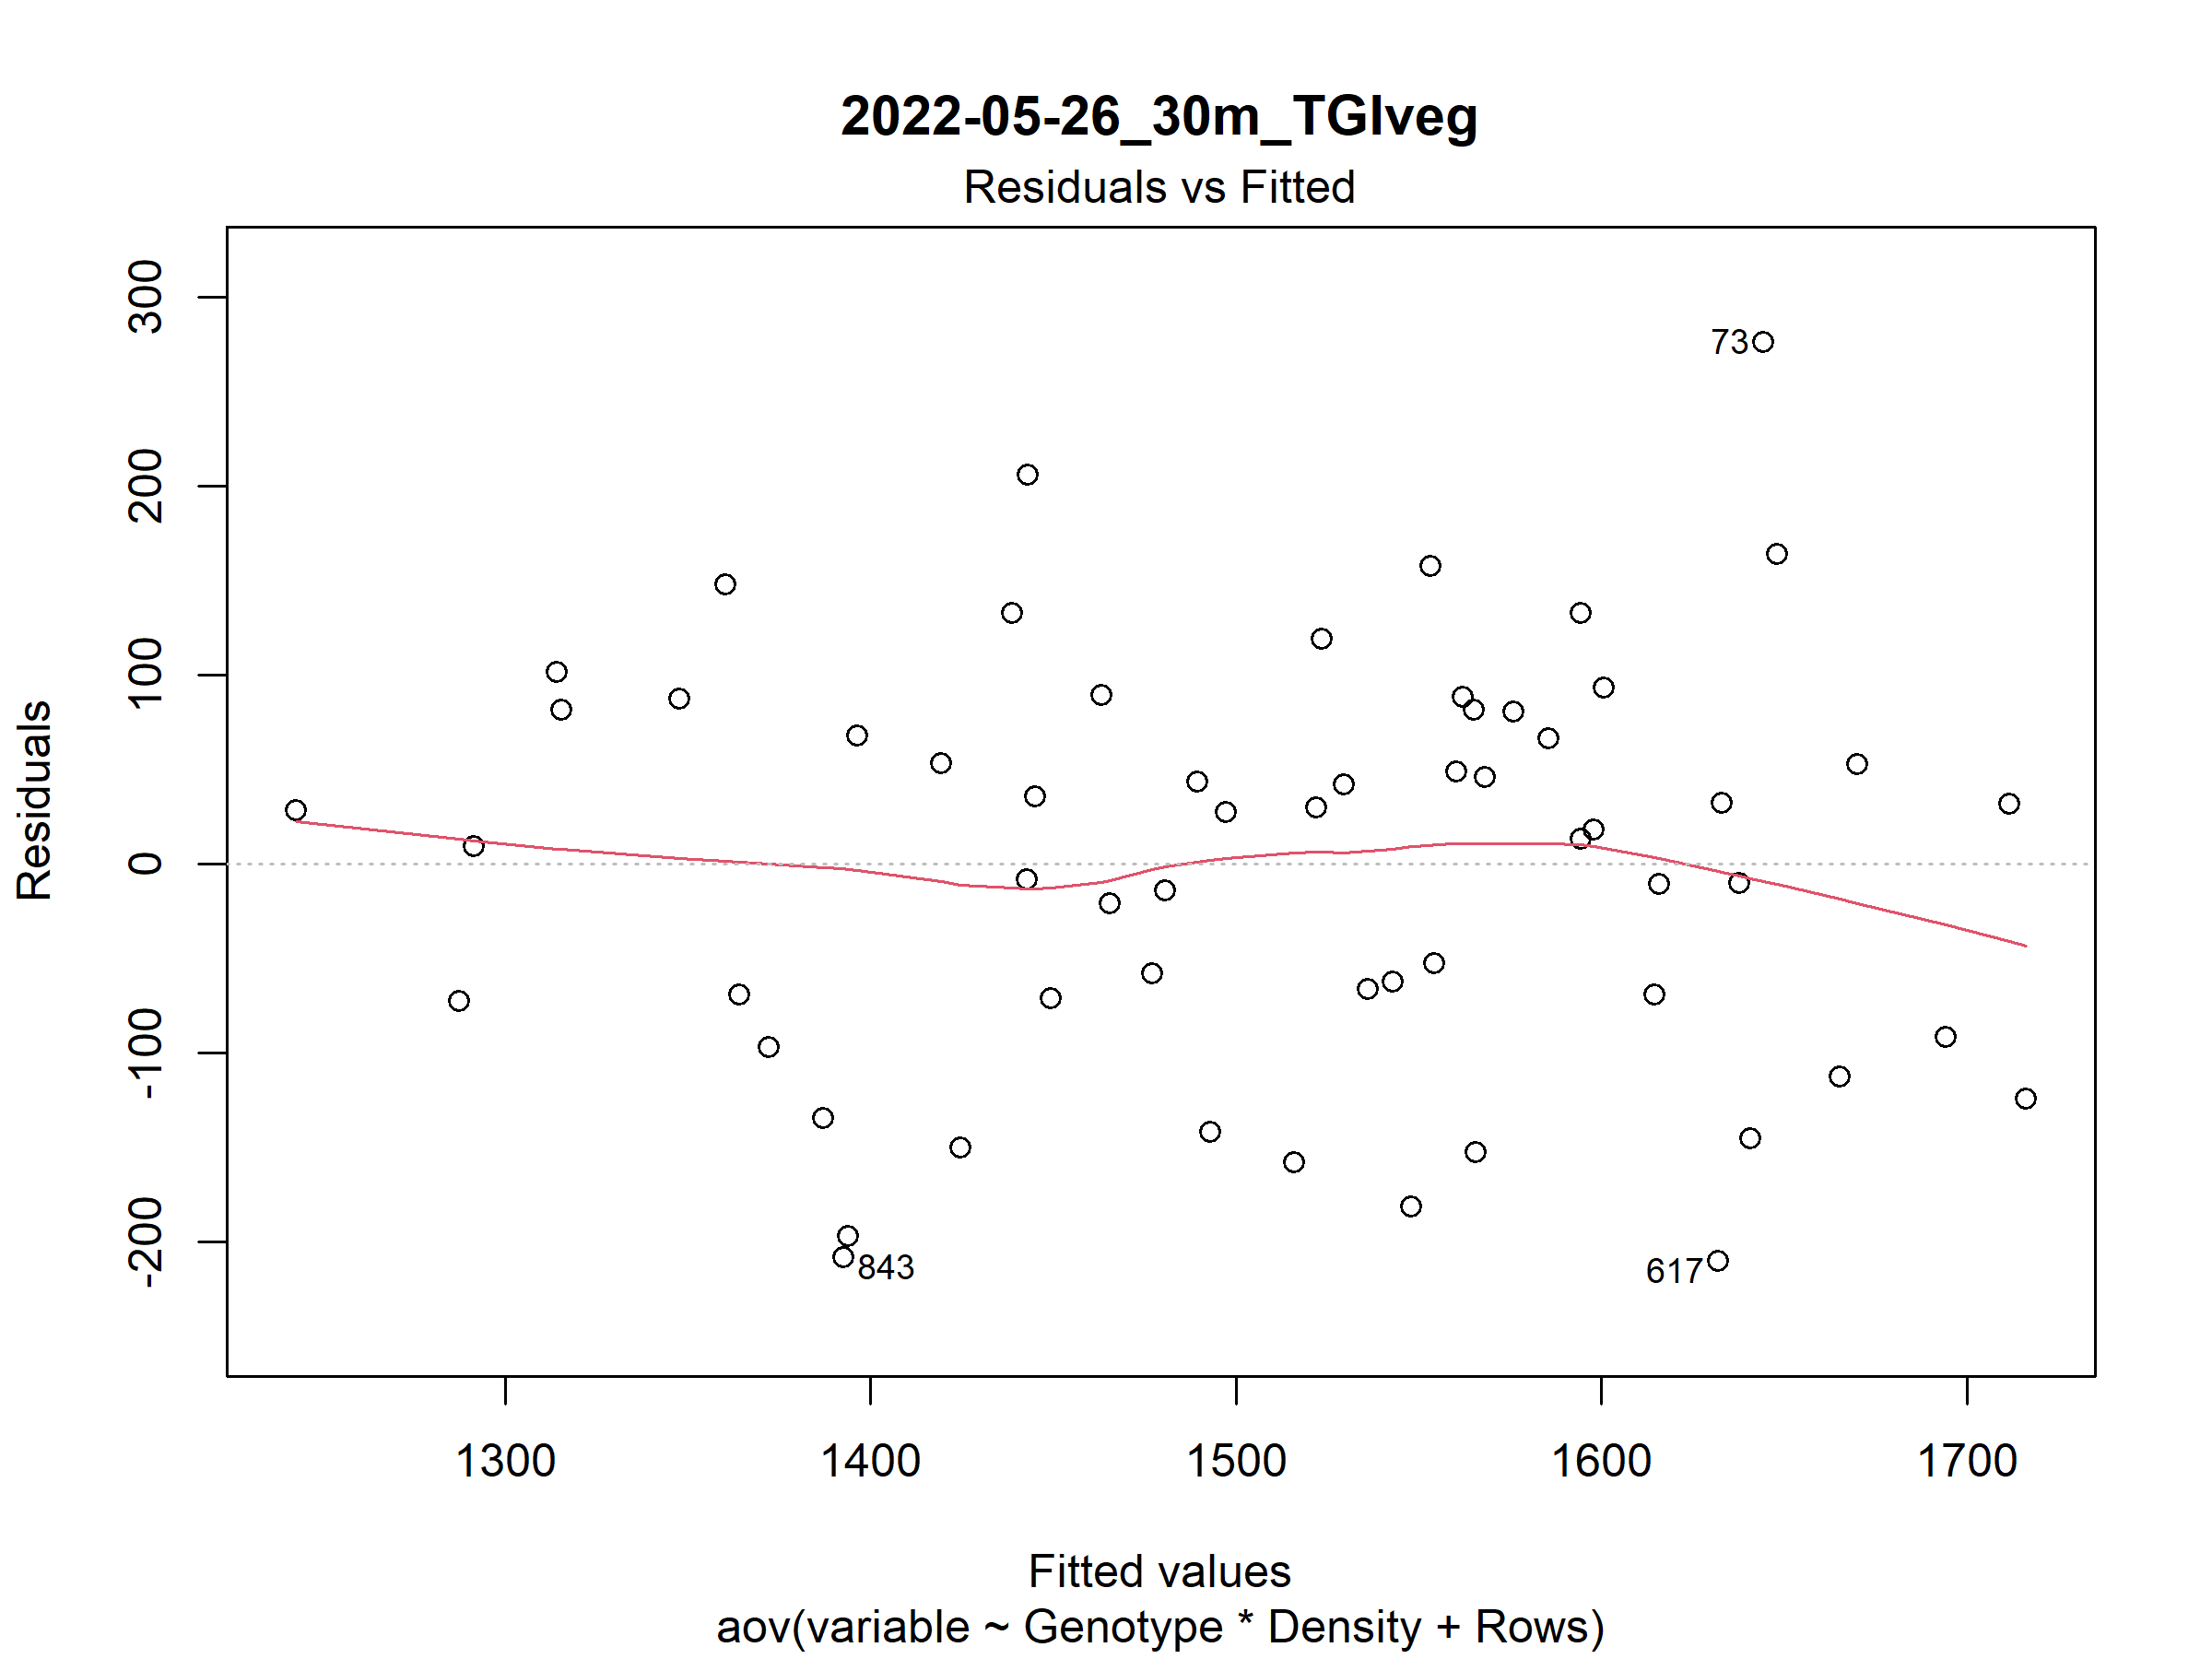 2022-05-26_30m_TGIveg
Residuals vs Fitted
300
200
100
0
-100
-200
Residuals
73
843
617
1300 1400 1500 1600 1700
Fitted values
aov(variable ~ Genotype * Density + Rows)